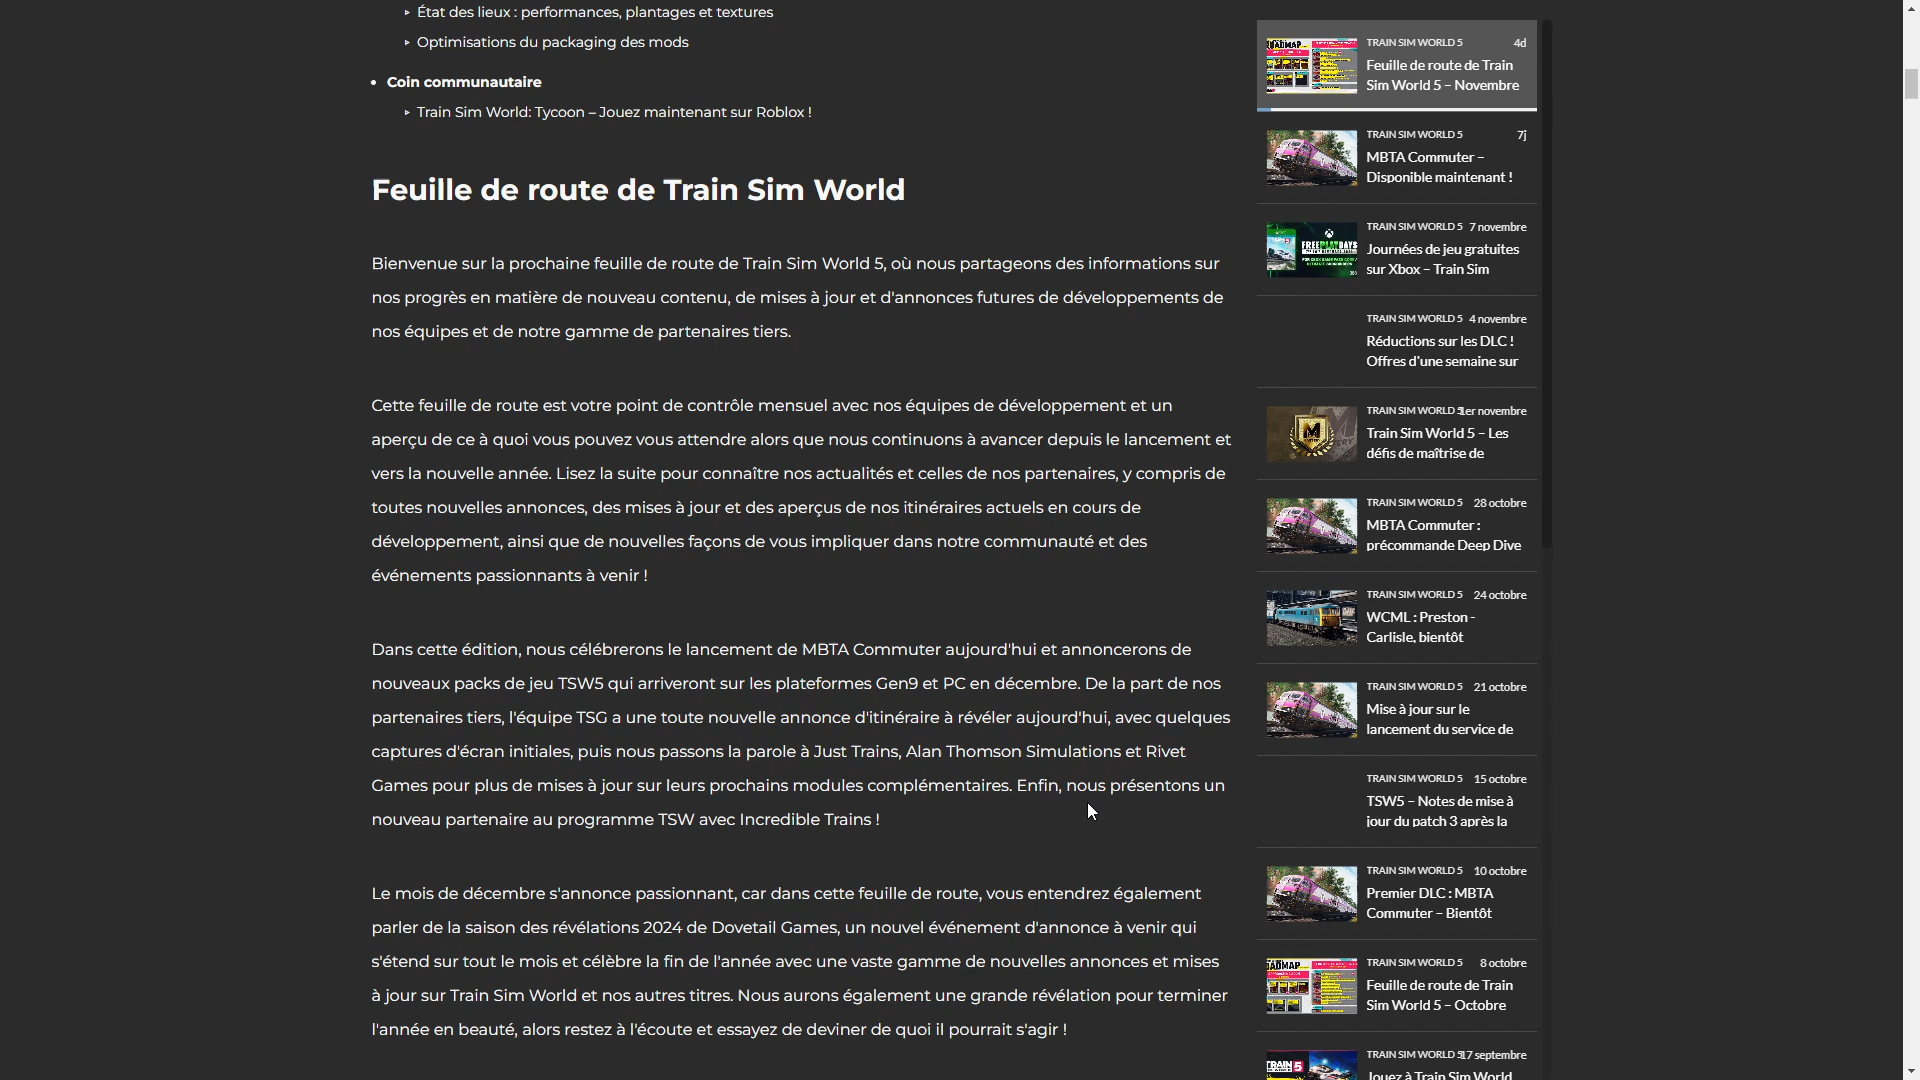 État des lieux : performances, plantages et textures
Optimisations du packaging des mods
Coin communautaire
Train Sim World: Tycoon – Jouez maintenant sur Roblox !
Feuille de route de Train Sim World
Bienvenue sur la prochaine feuille de route de Train Sim World 5, où nous partageons des informations sur
nos progrès en matière de nouveau contenu, de mises à jour et d'annonces futures de développements de
nos équipes et de notre gamme de partenaires tiers.
Cette feuille de route est votre point de contrôle mensuel avec nos équipes de développement et un
aperçu de ce à quoi vous pouvez vous attendre alors que nous continuons à avancer depuis le lancement et
vers la nouvelle année. Lisez la suite pour connaître nos actualités et celles de nos partenaires, y compris de
toutes nouvelles annonces, des mises à jour et des aperçus de nos itinéraires actuels en cours de
développement, ainsi que de nouvelles façons de vous impliquer dans notre communauté et des
événements passionnants à venir !
Dans cette édition, nous célébrerons le lancement de MBTA Commuter aujourd'hui et annoncerons de
nouveaux packs de jeu TSW5 qui arriveront sur les plateformes Gen9 et PC en décembre. De la part de nos
partenaires tiers, l'équipe TSG a une toute nouvelle annonce d'itinéraire à révéler aujourd'hui, avec quelques
captures d'écran initiales, puis nous passons la parole à Just Trains, Alan Thomson Simulations et Rivet
Games pour plus de mises à jour sur leurs prochains modules complémentaires. Enfin, nous présentons un
nouveau partenaire au programme TSW avec Incredible Trains !
Le mois de décembre s'annonce passionnant, car dans cette feuille de route, vous entendrez également
parler de la saison des révélations 2024 de Dovetail Games, un nouvel événement d'annonce à venir qui
s'étend sur tout le mois et célèbre la fin de l'année avec une vaste gamme de nouvelles annonces et mises
à jour sur Train Sim World et nos autres titres. Nous aurons également une grande révélation pour terminer
l'année en beauté, alors restez à l'écoute et essayez de deviner de quoi il pourrait s'agir !
TRAIN SIM WORLD 5 4d
ROADMAP
Feuille de route de Train
Sim World 5 – Novembre
TRAIN SIM WORLD 5 7j
MBTA Commuter –
Disponible maintenant !
TRAIN SIM WORLD 5 7 novembre
FREE PLAY DAYS
Journées de jeu gratuites
sur Xbox – Train Sim
TRAIN SIM WORLD 5 4 novembre
Réductions sur les DLC !
Offres d'une semaine sur
TRAIN SIM WORLD 5 1er novembre
M
Train Sim World 5 – Les
défis de maîtrise de
TRAIN SIM WORLD 5 28 octobre
MBTA Commuter :
précommande Deep Dive
TRAIN SIM WORLD 5 24 octobre
WCML : Preston -
Carlisle, bientôt
TRAIN SIM WORLD 5 21 octobre
Mise à jour sur le
lancement du service de
TRAIN SIM WORLD 5 15 octobre
TSW5 – Notes de mise à
jour du patch 3 après la
TRAIN SIM WORLD 5 10 octobre
Premier DLC : MBTA
Commuter – Bientôt
TRAIN SIM WORLD 5 8 octobre
ROADMAP
Feuille de route de Train
Sim World 5 – Octobre
TRAIN SIM WORLD 5 17 septembre
TRAIN 5
Jouez à Train Sim World